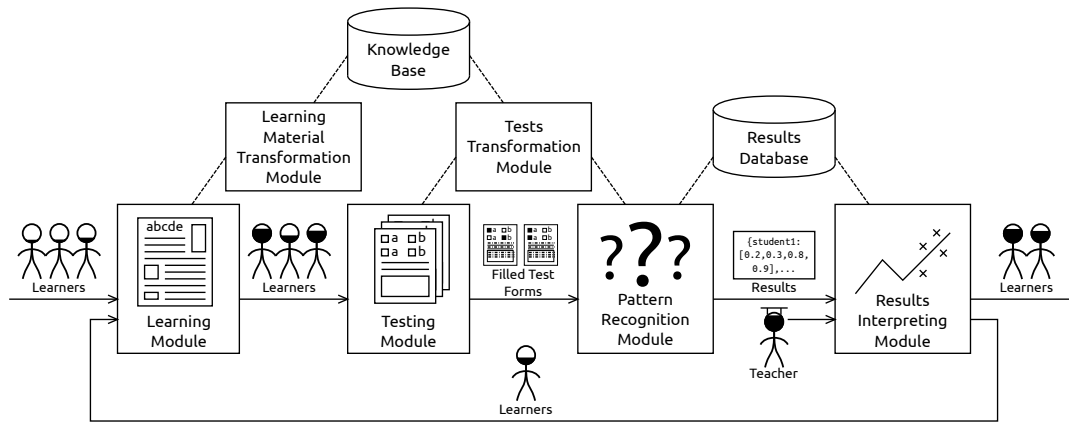 Knowledge
Base
Learning
Material
Transformation
Module
Tests
Transformation
Module
Results
Database
Learners
abcde
Learning
Module
Learners
a b
a b
Testing
Module
a b
a b
a b
a b
Filled Test
Forms
???
Pattern
Recognition
Module
{student1:
[0.2,0.3,0.8,
0.9],...
Results
Teacher
Results
Interpreting
Module
Learners
Learners